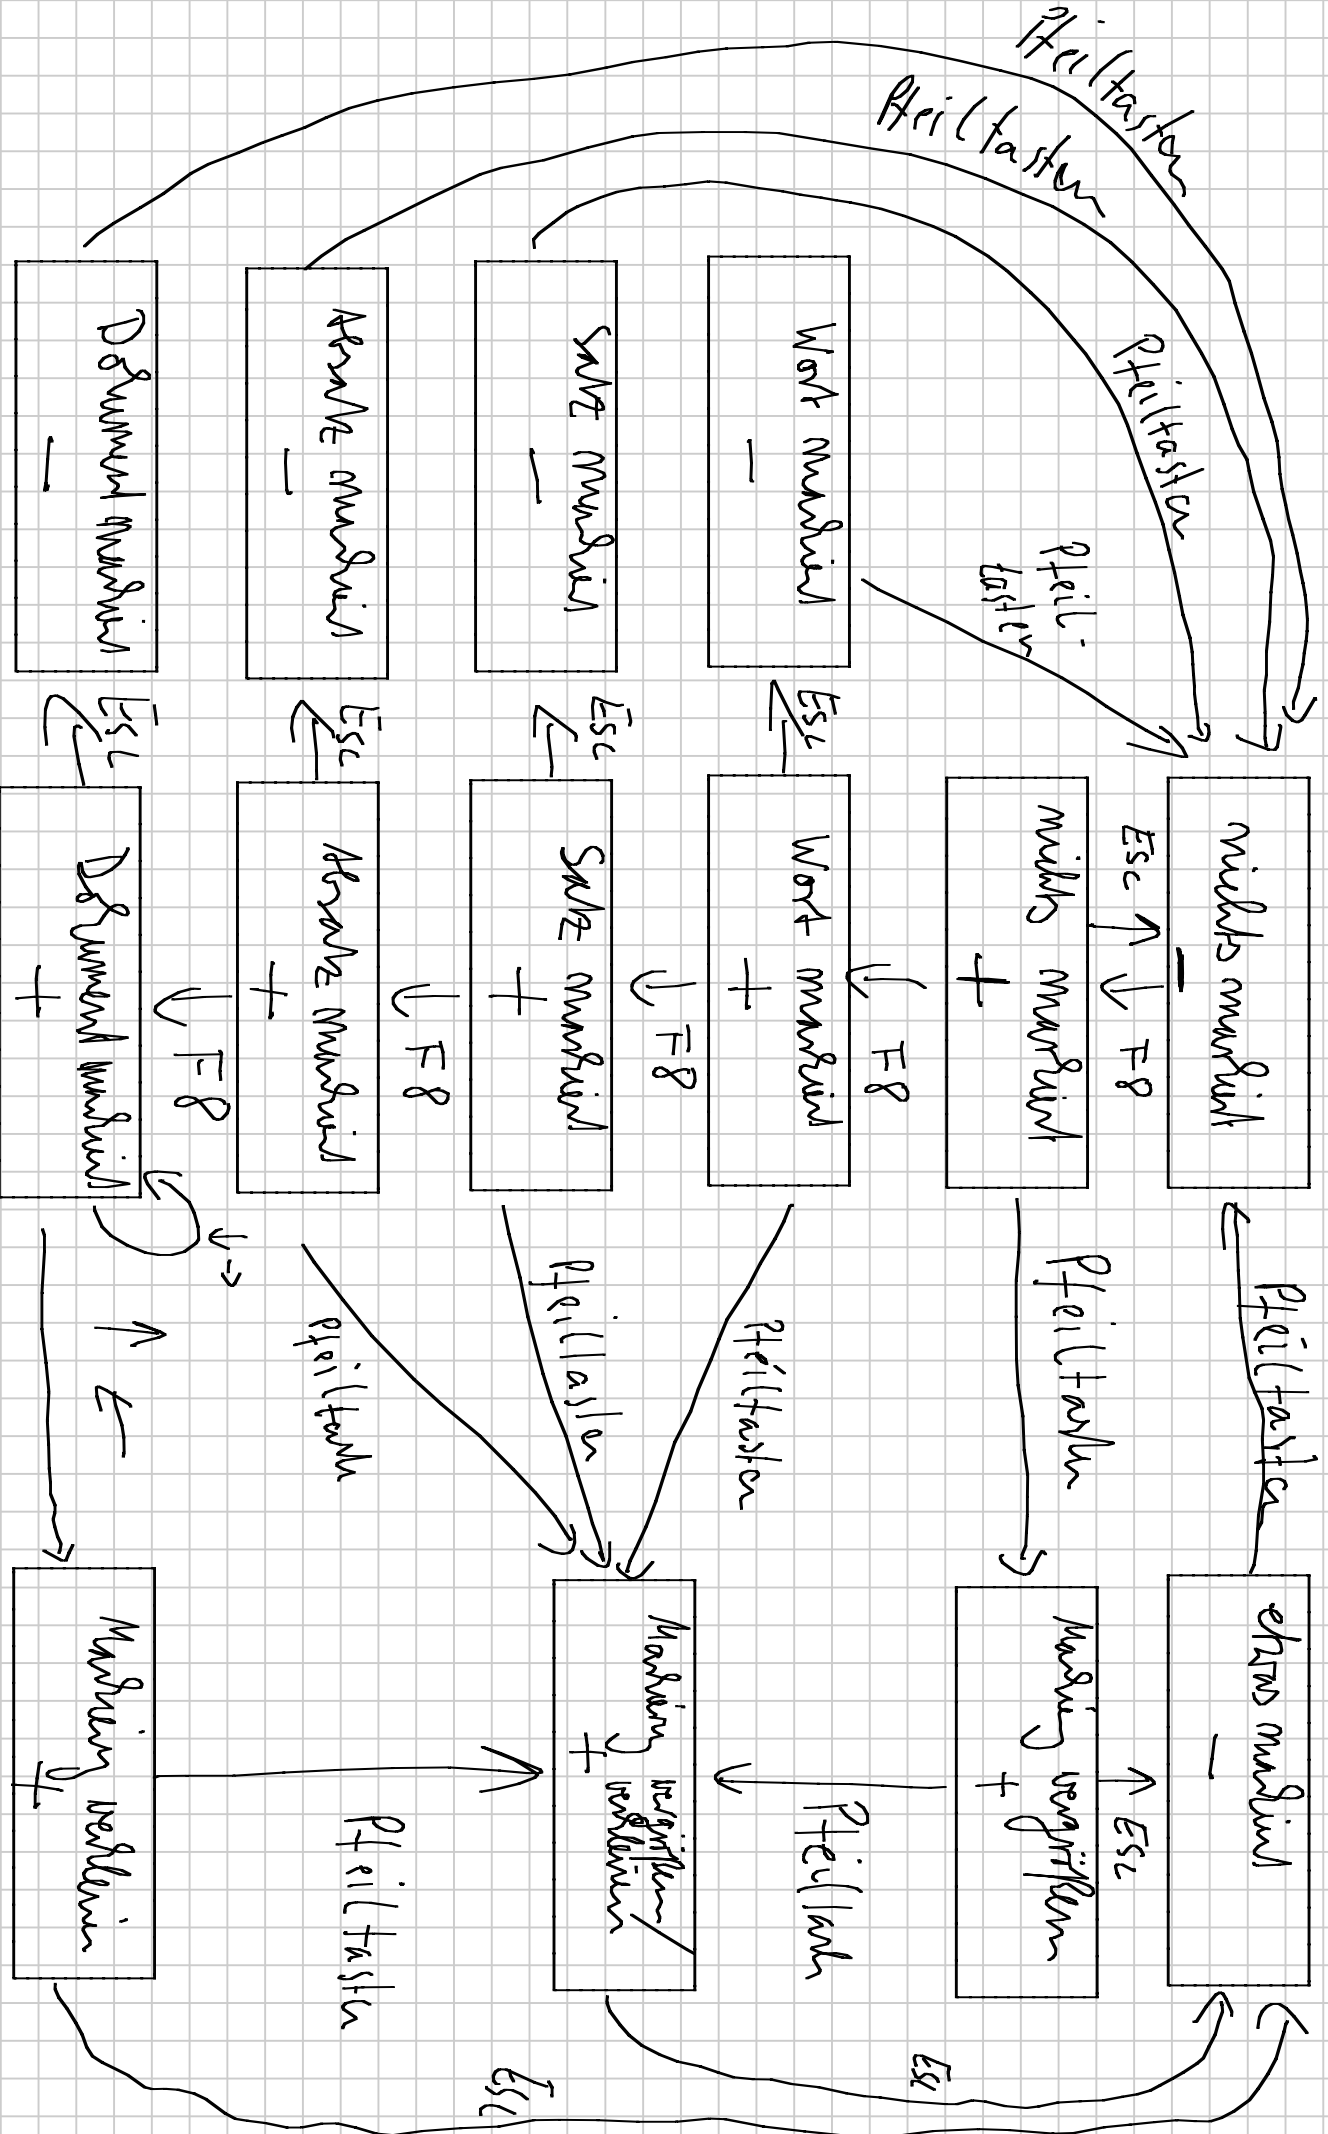 nichts markiert
-
etwas markiert
-
Pfeiltasten
Esc
F8
Esc
nichts markiert
+
Pfeiltasten
Markierung vergrößern
+
Pfeiltasten
Pfeiltasten
Pfeiltasten
Pfeil-
tasten
F8
Pfeiltasten
Wort markiert
-
Esc
Wort markiert
+
Pfeiltasten
Markierung vergrößern/
verkleinern
+
Esc
F8
Satz markiert
-
Esc
Satz markiert
+
Pfeiltasten
F8
Absatz markiert
-
Esc
Absatz markiert
+
Pfeiltasten
Pfeiltasten
F8
Dokument markiert
-
Esc
Dokument markiert
+
← →
↑ ↓
Markierung verkleinern
+
Esc